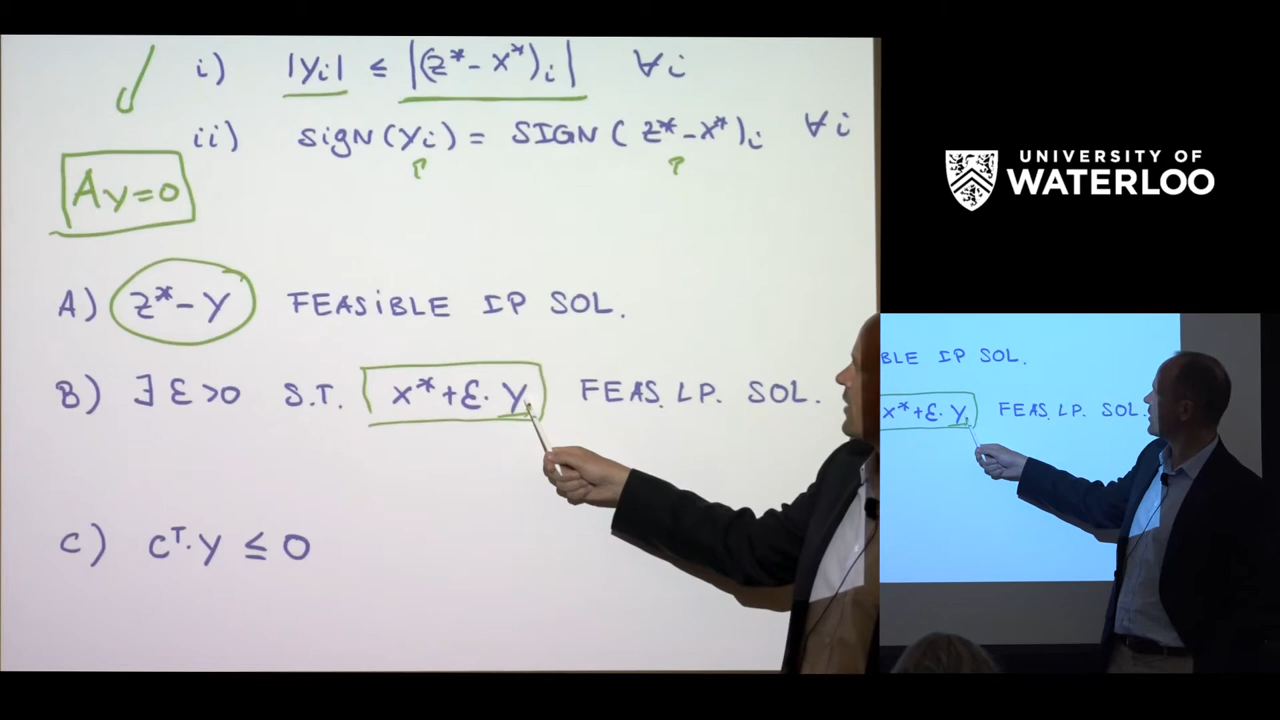 i) |yi| ≤ |(z* - x*)i| ∀i
ii) sign(yi) = SIGN(z* - x*)i ∀i
Ay=0
A) z* - y FEASIBLE IP SOL.
B) ∃ ε>0 S.T. x* + ε· y FEAS. LP. SOL.
C) cᵀ·y ≤ 0
UNIVERSITY OF
WATERLOO
BLE IP SOL.
x* + ε· y FEAS. LP. SOL.